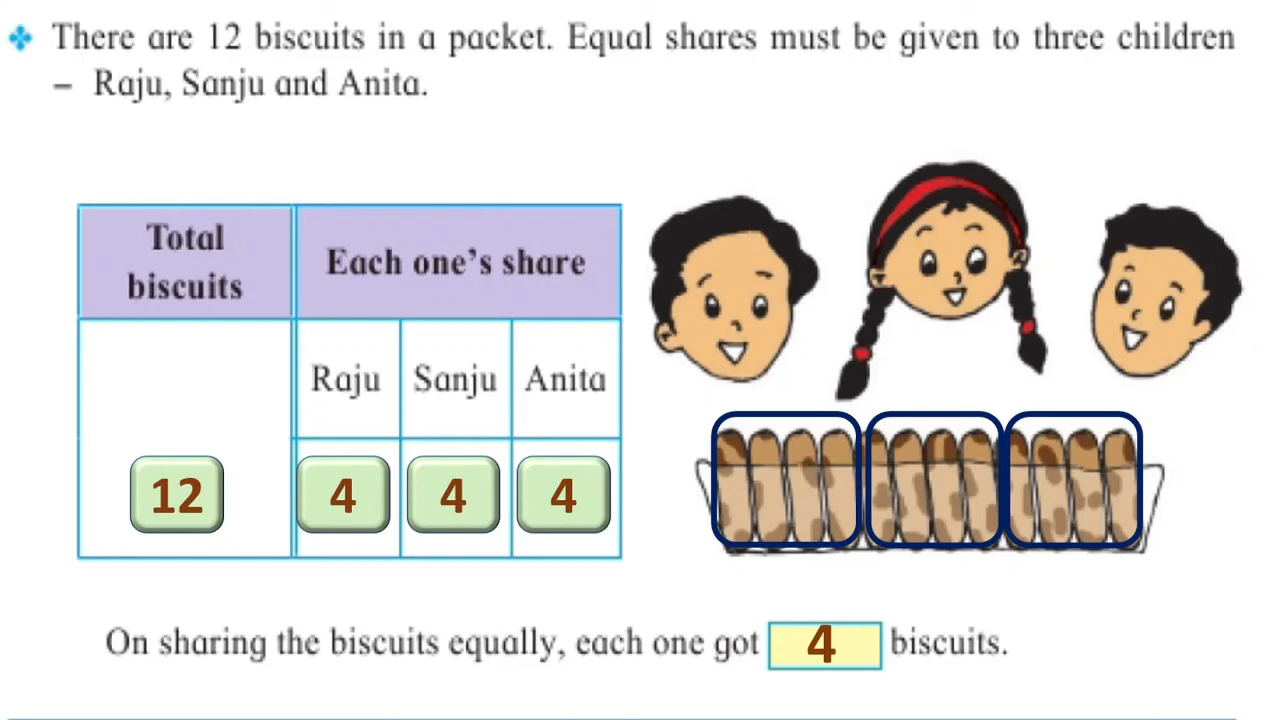 There are 12 biscuits in a packet. Equal shares must be given to three children
– Raju, Sanju and Anita.
Total
biscuits
Each one's share
Raju Sanju Anita
12 4 4 4
On sharing the biscuits equally, each one got 4 biscuits.